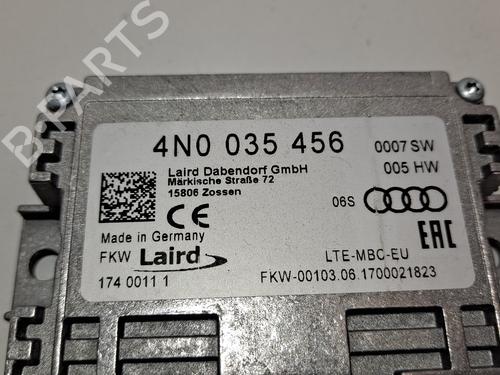 B-PARTS
4N0 035 456
0007 SW
005 HW
Laird Dabendorf GmbH
Märkische Straße 72
15806 Zossen
06S
CE
EAC
Made in Germany
FKW Laird
LTE-MBC-EU
174 0011 1
FKW-00103.06.1700021823